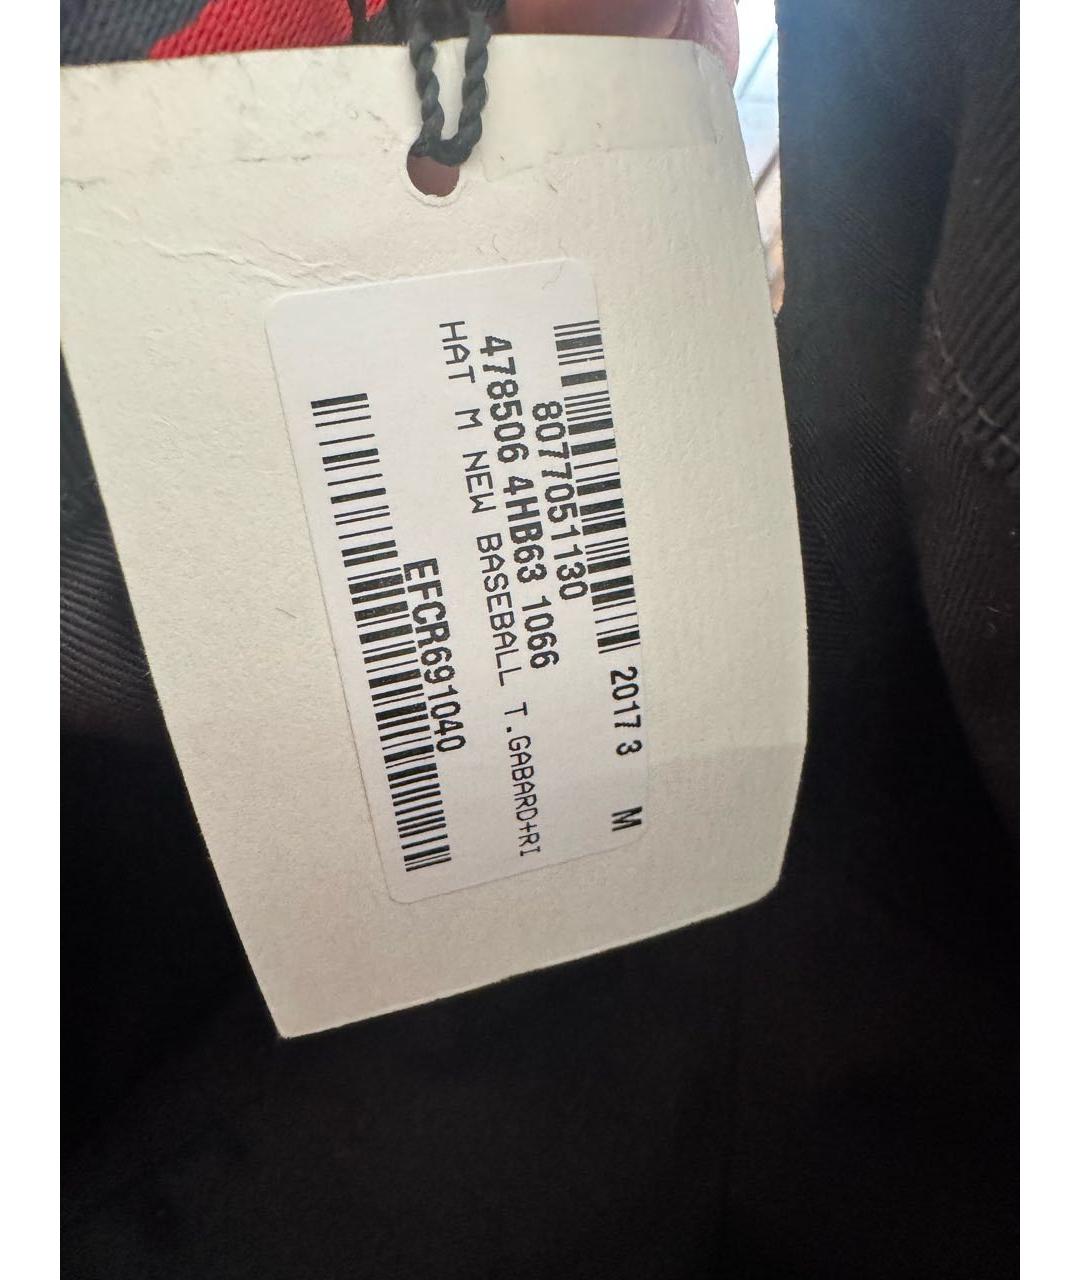 2017 3 M
8077051130
478506 4HB63 1066
HAT M NEW BASEBALL T.GABARD+RI
EFCR691040